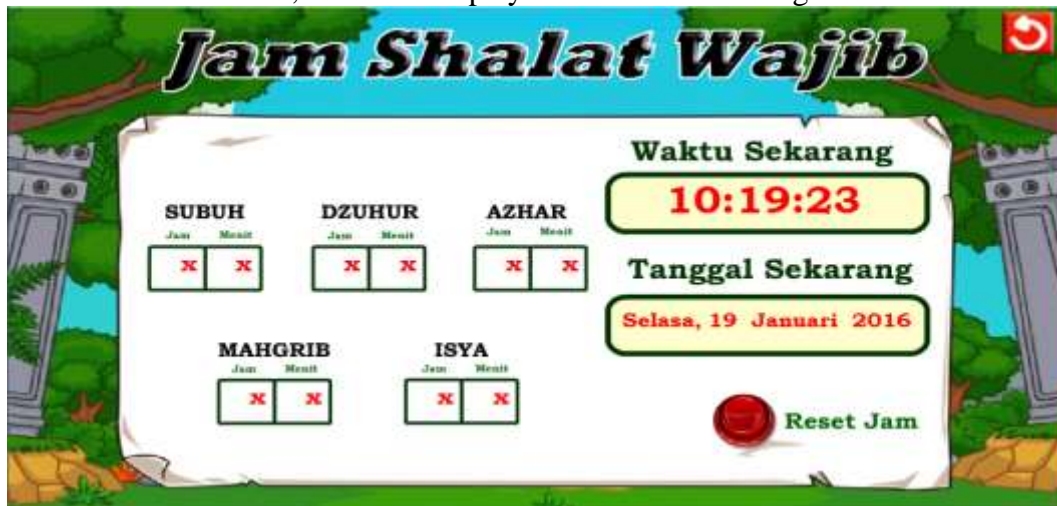 Jam Shalat Wajib
Waktu Sekarang
10:19:23
SUBUH DZUHUR AZHAR
Jam Menit Jam Menit Jam Menit
x x x x x x
Tanggal Sekarang
Selasa, 19 Januari 2016
MAHGRIB ISYA
Jam Menit Jam Menit
x x x x
Reset Jam